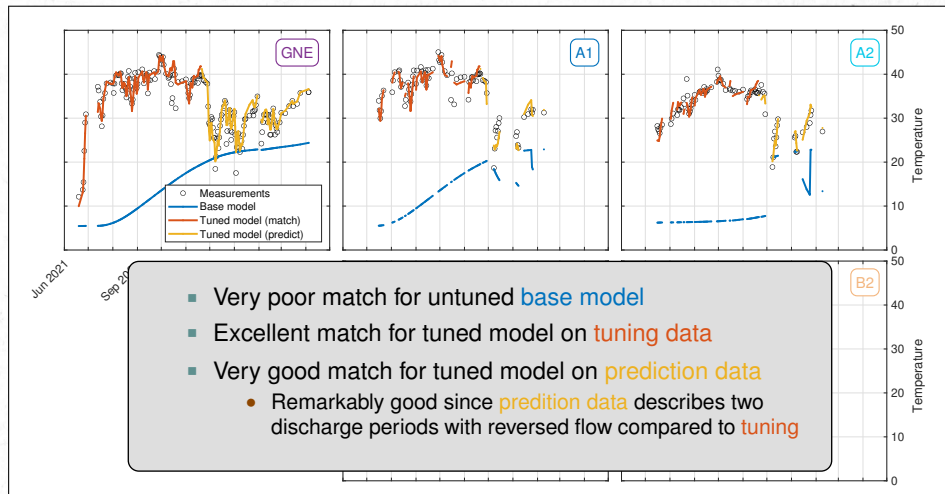 GNE
A1
A2
50
40
30
20
10
0
Temperature
Measurements
Base model
Tuned model (match)
Tuned model (predict)
Jun 2021
Sep 20
50
40
30
20
10
0
Temperature
B2
Very poor match for untuned base model
Excellent match for tuned model on tuning data
Very good match for tuned model on prediction data
Remarkably good since predition data describes two
discharge periods with reversed flow compared to tuning